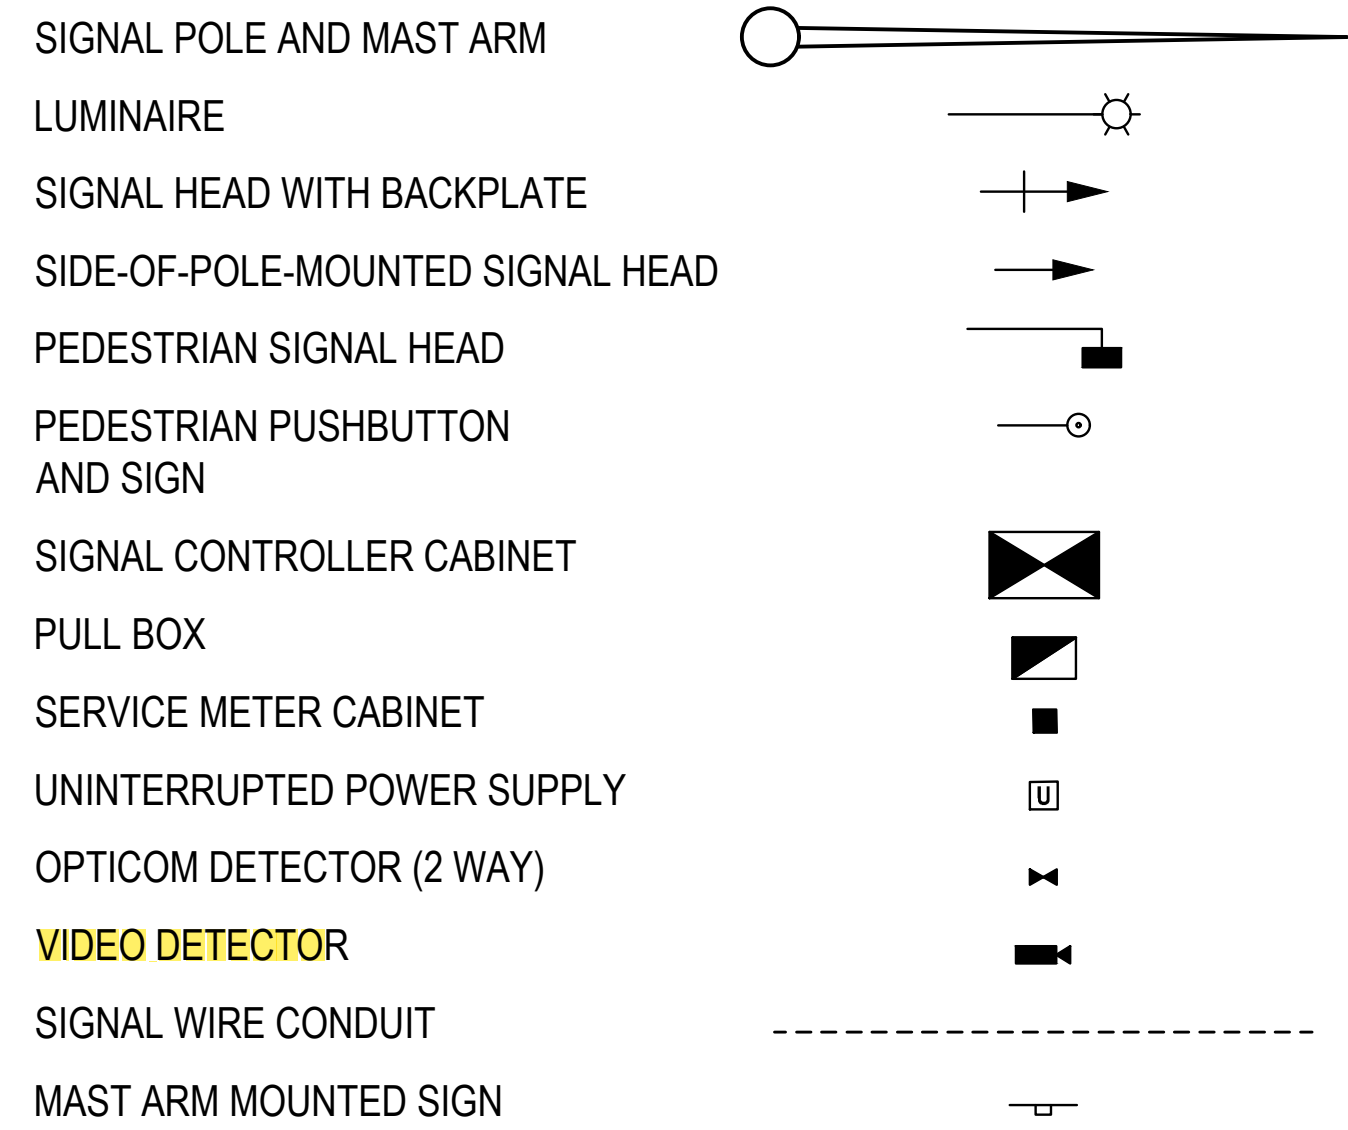 SIGNAL POLE AND MAST ARM
LUMINAIRE
SIGNAL HEAD WITH BACKPLATE
SIDE-OF-POLE-MOUNTED SIGNAL HEAD
PEDESTRIAN SIGNAL HEAD
PEDESTRIAN PUSHBUTTON
AND SIGN
SIGNAL CONTROLLER CABINET
PULL BOX
SERVICE METER CABINET
UNINTERRUPTED POWER SUPPLY
U
OPTICOM DETECTOR (2 WAY)
VIDEO DETECTOR
SIGNAL WIRE CONDUIT
MAST ARM MOUNTED SIGN